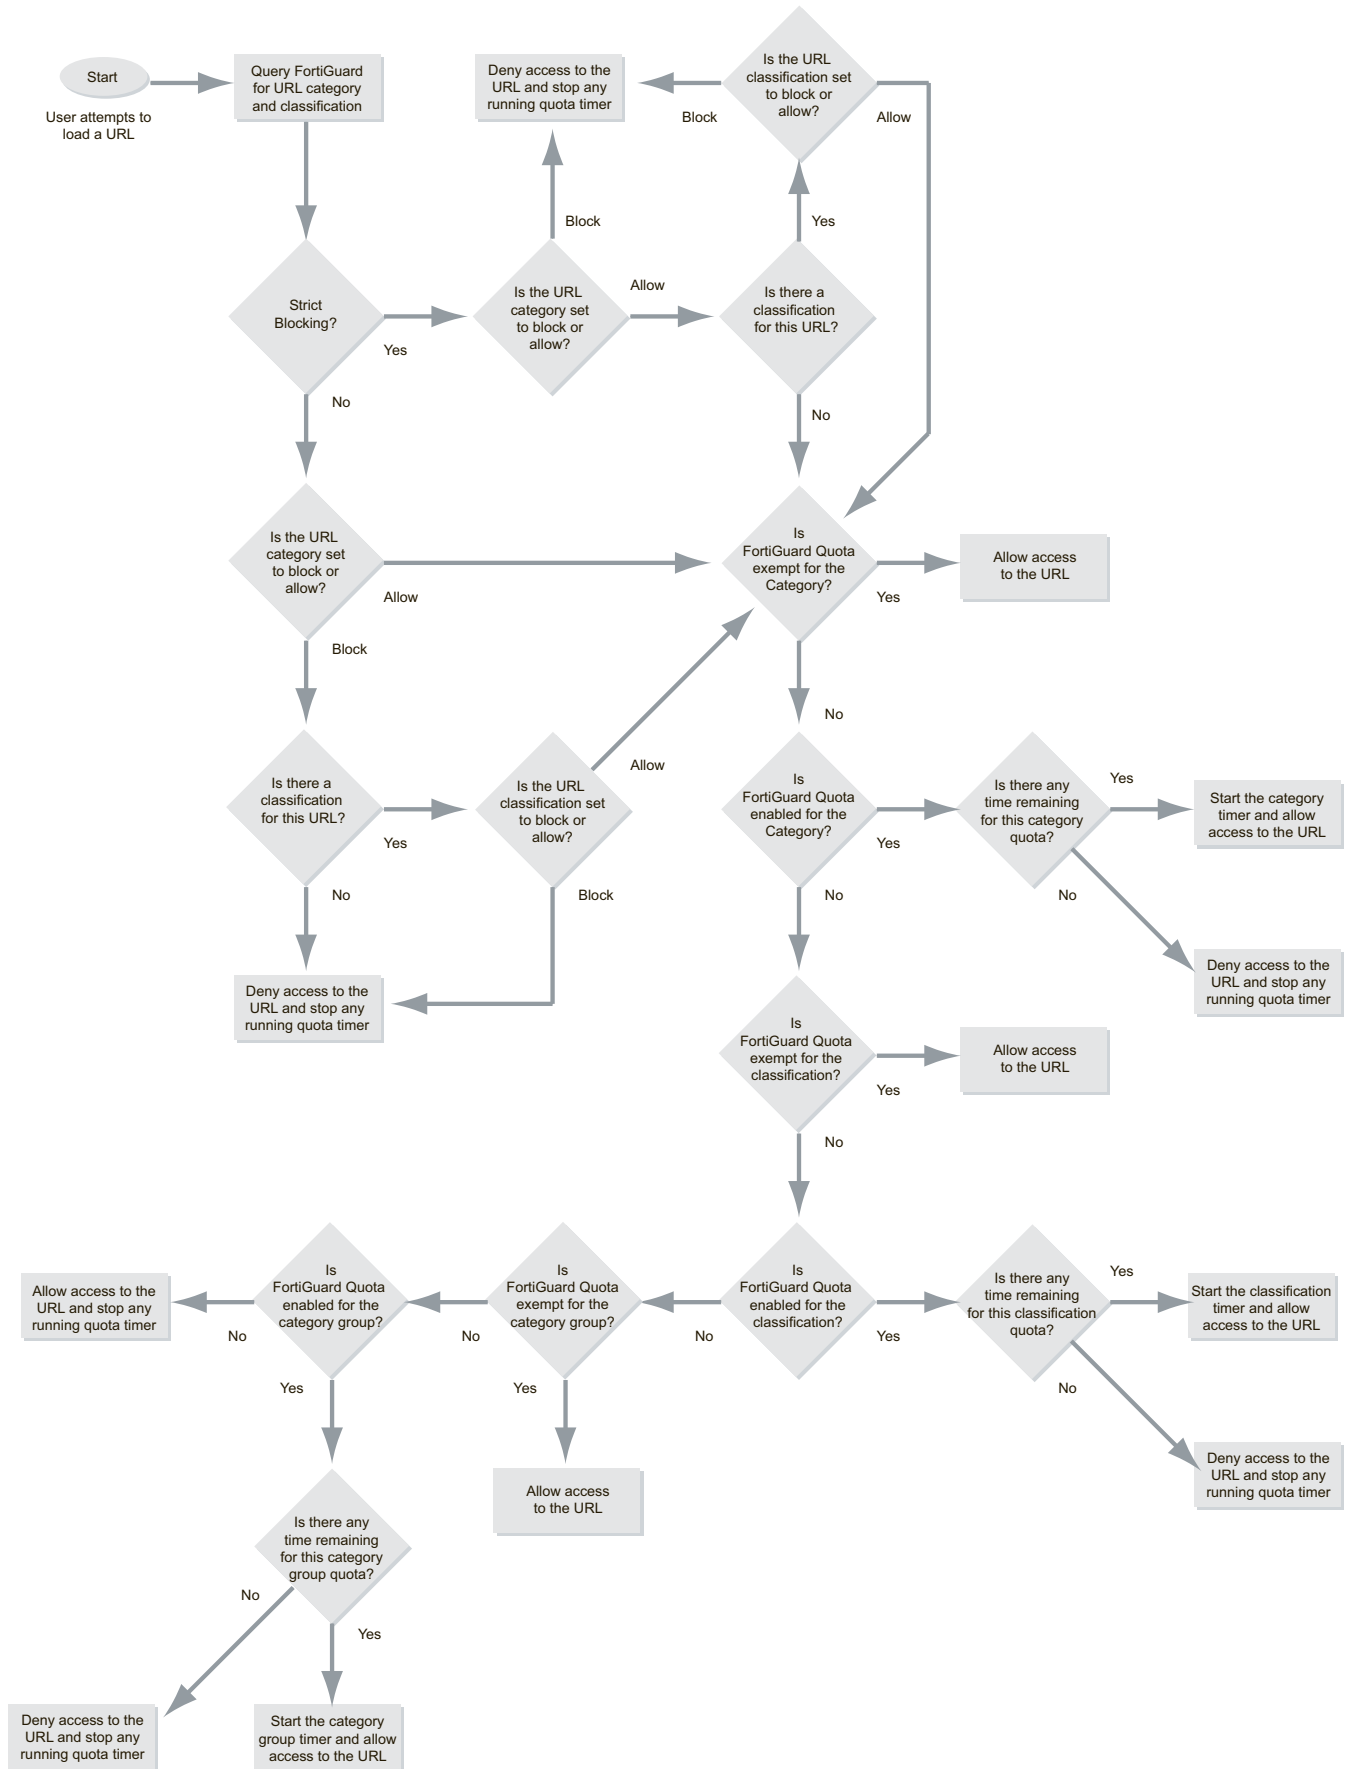 Start
User attempts to
load a URL
Query FortiGuard
for URL category
and classification
Deny access to the
URL and stop any
running quota timer
Is the URL
classification set
to block or
allow?
Block
Allow
Block
Yes
Strict
Blocking?
Yes
No
Is the URL
category set
to block or
allow?
Allow
Is there a
classification
for this URL?
No
Is the URL
category set
to block or
allow?
Allow
Block
Is
FortiGuard Quota
exempt for the
Category?
Yes
No
Allow access
to the URL
Is there a
classification
for this URL?
Yes
No
Is the URL
classification set
to block or
allow?
Allow
Block
Is
FortiGuard Quota
enabled for the
Category?
Yes
No
Is there any
time remaining
for this category
quota?
Yes
No
Start the category
timer and allow
access to the URL
Deny access to the
URL and stop any
running quota timer
Deny access to the
URL and stop any
running quota timer
Is
FortiGuard Quota
exempt for the
classification?
Yes
No
Allow access
to the URL
Allow access to the
URL and stop any
running quota timer
No
Is
FortiGuard Quota
enabled for the
category group?
Yes
No
Is
FortiGuard Quota
exempt for the
category group?
Yes
No
Is
FortiGuard Quota
enabled for the
classification?
Yes
Is there any
time remaining
for this classification
quota?
Yes
No
Start the classification
timer and allow
access to the URL
Deny access to the
URL and stop any
running quota timer
Allow access
to the URL
Is there any
time remaining
for this category
group quota?
No
Yes
Deny access to the
URL and stop any
running quota timer
Start the category
group timer and allow
access to the URL